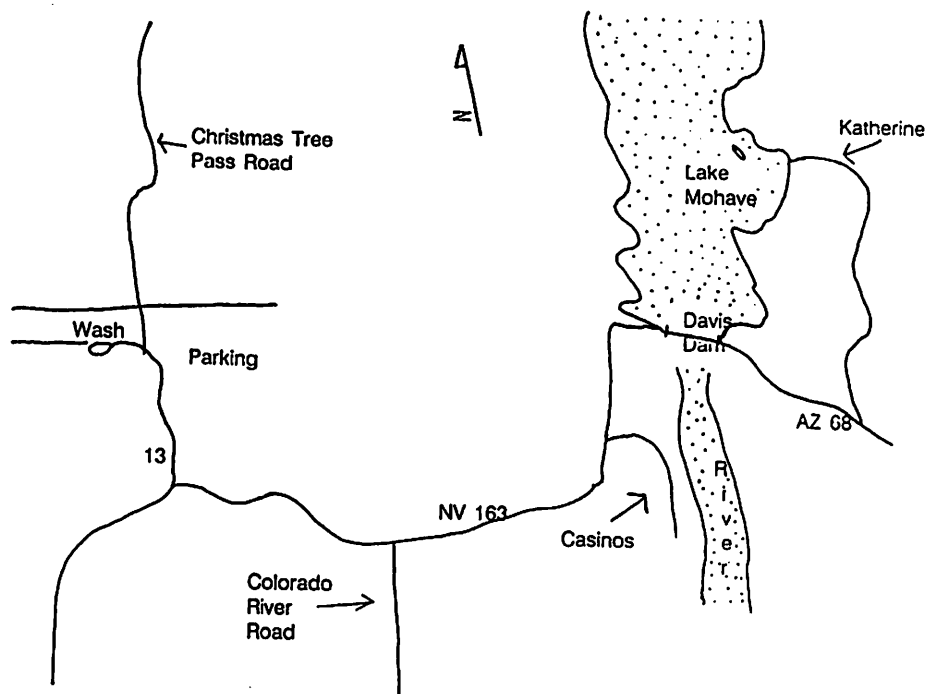 Christmas Tree
Pass Road
N
Katherine
Lake
Mohave
Wash
Parking
Davis
Dam
AZ 68
13
NV 163
Casinos
River
Colorado
River
Road